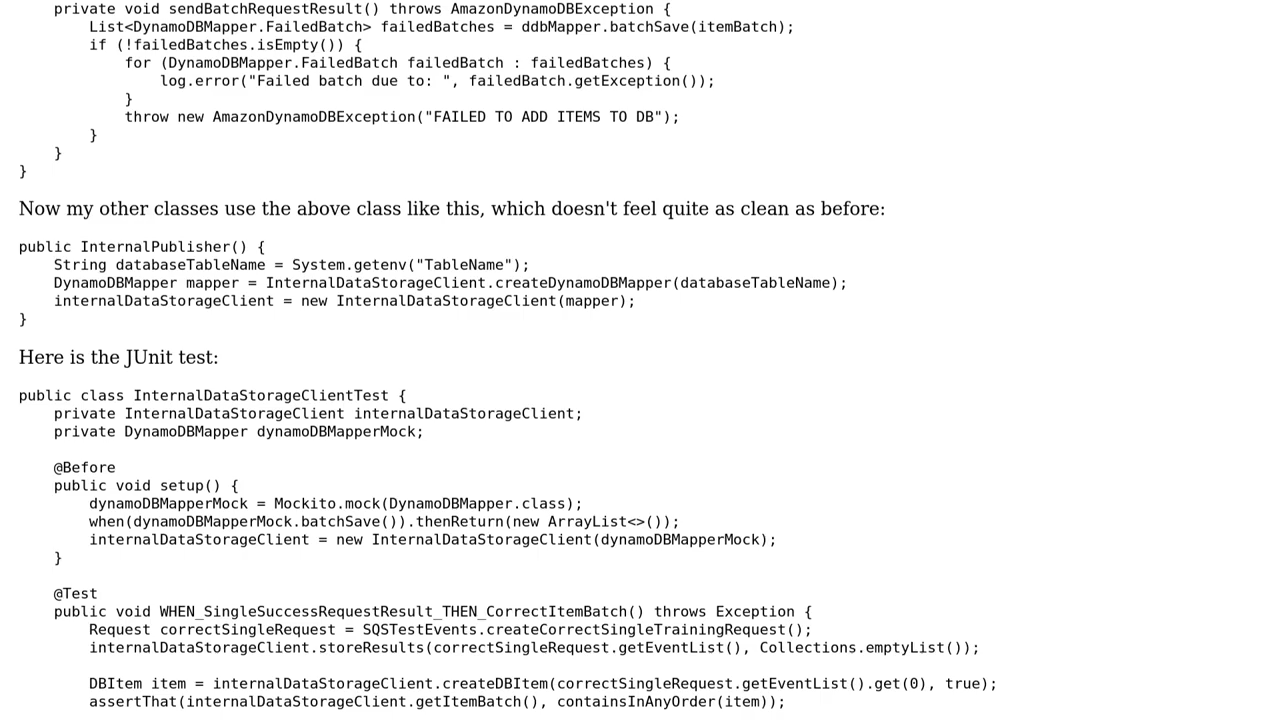 private void sendBatchRequestResult() throws AmazonDynamoDBException {
        List<DynamoDBMapper.FailedBatch> failedBatches = ddbMapper.batchSave(itemBatch);
        if (!failedBatches.isEmpty()) {
            for (DynamoDBMapper.FailedBatch failedBatch : failedBatches) {
                log.error("Failed batch due to: ", failedBatch.getException());
            }
            throw new AmazonDynamoDBException("FAILED TO ADD ITEMS TO DB");
        }
    }
}
Now my other classes use the above class like this, which doesn't feel quite as clean as before:
public InternalPublisher() {
    String databaseTableName = System.getenv("TableName");
    DynamoDBMapper mapper = InternalDataStorageClient.createDynamoDBMapper(databaseTableName);
    internalDataStorageClient = new InternalDataStorageClient(mapper);
}
Here is the JUnit test:
public class InternalDataStorageClientTest {
    private InternalDataStorageClient internalDataStorageClient;
    private DynamoDBMapper dynamoDBMapperMock;

    @Before
    public void setup() {
        dynamoDBMapperMock = Mockito.mock(DynamoDBMapper.class);
        when(dynamoDBMapperMock.batchSave()).thenReturn(new ArrayList<>());
        internalDataStorageClient = new InternalDataStorageClient(dynamoDBMapperMock);
    }

    @Test
    public void WHEN_SingleSuccessRequestResult_THEN_CorrectItemBatch() throws Exception {
        Request correctSingleRequest = SQSTestEvents.createCorrectSingleTrainingRequest();
        internalDataStorageClient.storeResults(correctSingleRequest.getEventList(), Collections.emptyList());

        DBItem item = internalDataStorageClient.createDBItem(correctSingleRequest.getEventList().get(0), true);
        assertThat(internalDataStorageClient.getItemBatch(), containsInAnyOrder(item));